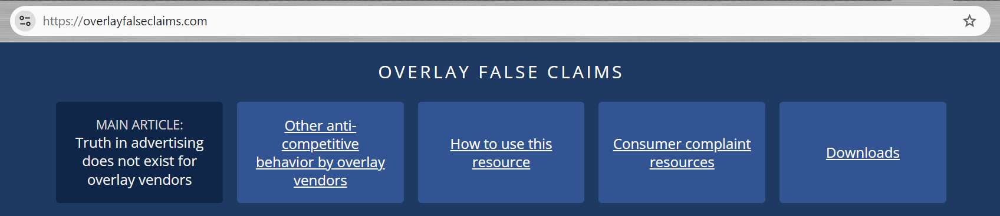 https://overlayfalseclaims.com
OVERLAY FALSE CLAIMS
MAIN ARTICLE:
Truth in advertising
does not exist for
overlay vendors
Other anti-
competitive
behavior by overlay
vendors
How to use this
resource
Consumer complaint
resources
Downloads